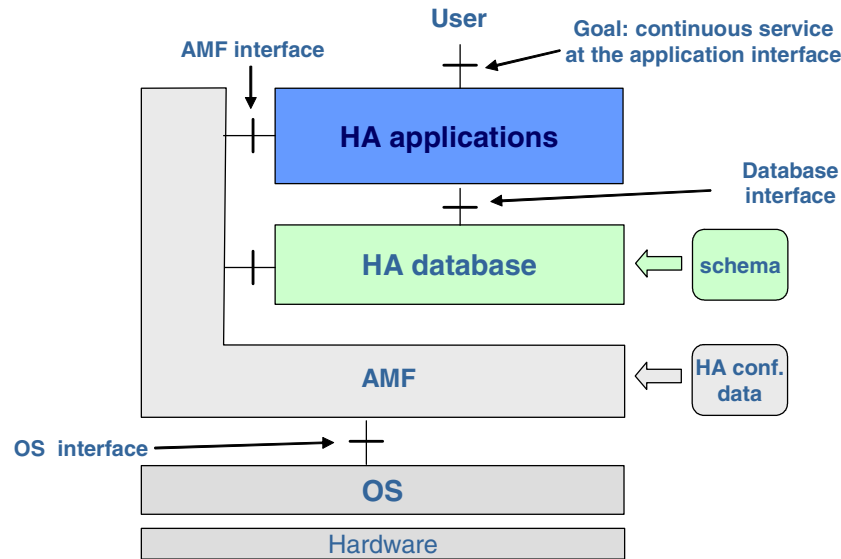 User
Goal: continuous service
at the application interface
AMF interface
HA applications
Database
interface
HA database
schema
AMF
HA conf.
data
OS interface
OS
Hardware